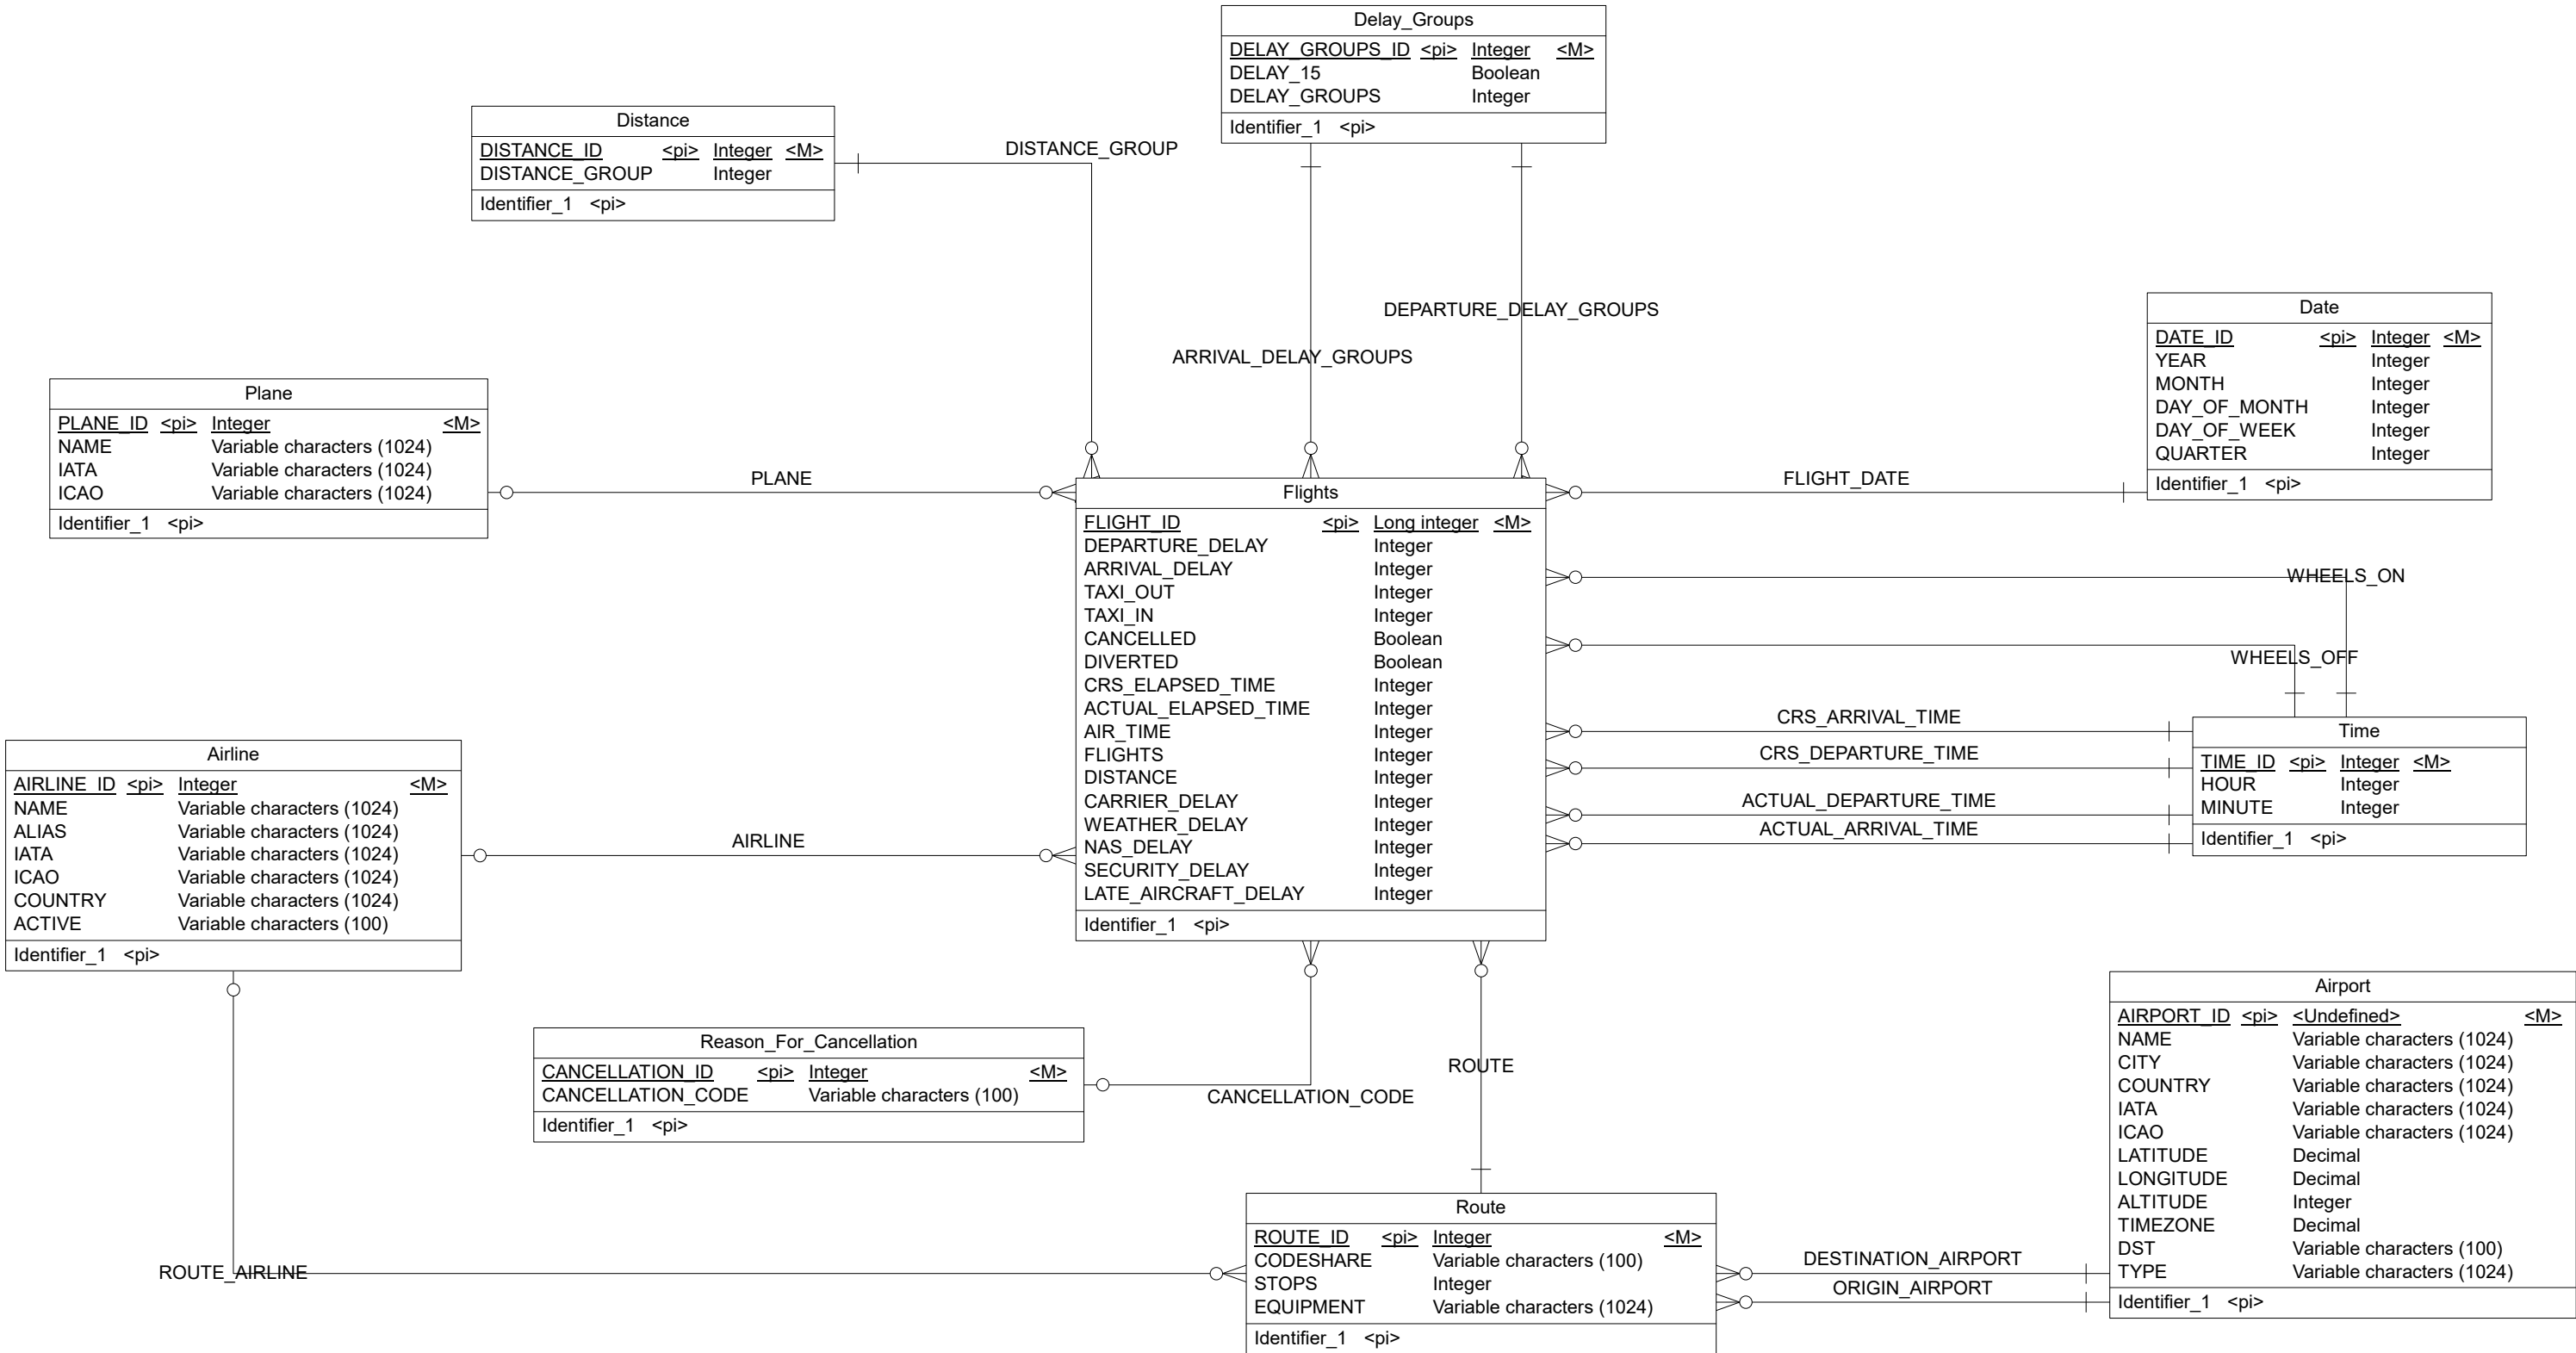 Delay_Groups
DELAY_GROUPS_ID <pi> Integer <M>
DELAY_15 Boolean
DELAY_GROUPS Integer
Identifier_1 <pi>
Distance
DISTANCE_ID <pi> Integer <M>
DISTANCE_GROUP Integer
Identifier_1 <pi>
DISTANCE_GROUP
DEPARTURE_DELAY_GROUPS
ARRIVAL_DELAY_GROUPS
Date
DATE_ID <pi> Integer <M>
YEAR Integer
MONTH Integer
DAY_OF_MONTH Integer
DAY_OF_WEEK Integer
QUARTER Integer
Identifier_1 <pi>
Plane
PLANE_ID <pi> Integer <M>
NAME Variable characters (1024)
IATA Variable characters (1024)
ICAO Variable characters (1024)
Identifier_1 <pi>
PLANE
FLIGHT_DATE
Flights
FLIGHT_ID <pi> Long integer <M>
DEPARTURE_DELAY Integer
ARRIVAL_DELAY Integer
TAXI_OUT Integer
TAXI_IN Integer
CANCELLED Boolean
DIVERTED Boolean
CRS_ELAPSED_TIME Integer
ACTUAL_ELAPSED_TIME Integer
AIR_TIME Integer
FLIGHTS Integer
DISTANCE Integer
CARRIER_DELAY Integer
WEATHER_DELAY Integer
NAS_DELAY Integer
SECURITY_DELAY Integer
LATE_AIRCRAFT_DELAY Integer
Identifier_1 <pi>
WHEELS_ON
WHEELS_OFF
CRS_ARRIVAL_TIME
CRS_DEPARTURE_TIME
ACTUAL_DEPARTURE_TIME
ACTUAL_ARRIVAL_TIME
Time
TIME_ID <pi> Integer <M>
HOUR Integer
MINUTE Integer
Identifier_1 <pi>
Airline
AIRLINE_ID <pi> Integer <M>
NAME Variable characters (1024)
ALIAS Variable characters (1024)
IATA Variable characters (1024)
ICAO Variable characters (1024)
COUNTRY Variable characters (1024)
ACTIVE Variable characters (100)
Identifier_1 <pi>
AIRLINE
Reason_For_Cancellation
CANCELLATION_ID <pi> Integer <M>
CANCELLATION_CODE Variable characters (100)
Identifier_1 <pi>
CANCELLATION_CODE
ROUTE
Airport
AIRPORT_ID <pi> <Undefined> <M>
NAME Variable characters (1024)
CITY Variable characters (1024)
COUNTRY Variable characters (1024)
IATA Variable characters (1024)
ICAO Variable characters (1024)
LATITUDE Decimal
LONGITUDE Decimal
ALTITUDE Integer
TIMEZONE Decimal
DST Variable characters (100)
TYPE Variable characters (1024)
Identifier_1 <pi>
Route
ROUTE_ID <pi> Integer <M>
CODESHARE Variable characters (100)
STOPS Integer
EQUIPMENT Variable characters (1024)
Identifier_1 <pi>
ROUTE_AIRLINE
DESTINATION_AIRPORT
ORIGIN_AIRPORT